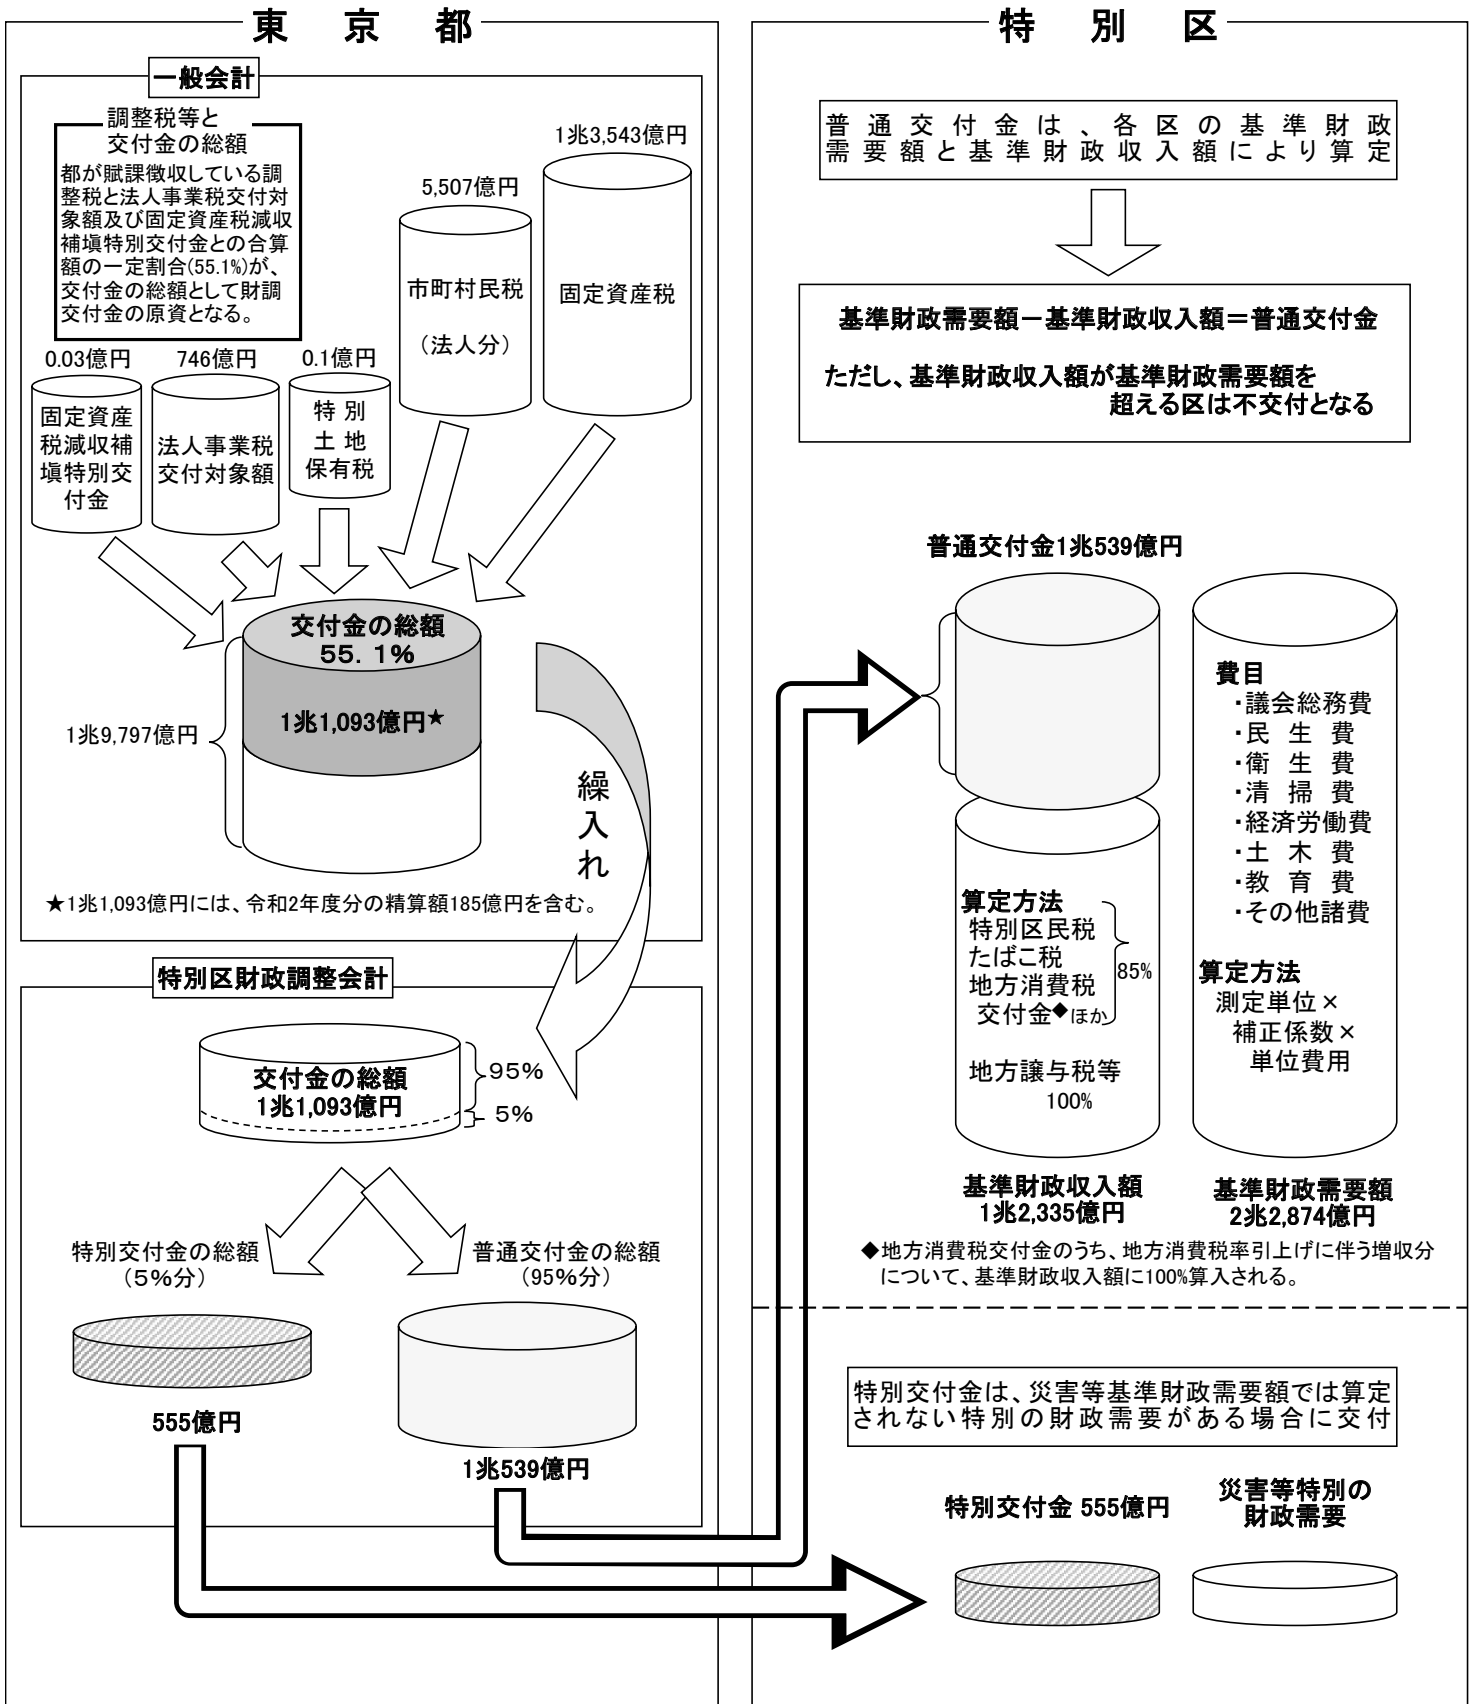 東京都
一般会計
調整税等と
交付金の総額
都が賦課徴収している調
整税と法人事業税交付対
象額及び固定資産税減収
補塡特別交付金との合算
額の一定割合(55.1%)が、
交付金の総額として財調
交付金の原資となる。
1兆3,543億円
固定資産税
5,507億円
市町村民税
（法人分）
0.03億円
固定資産
税減収補
塡特別交
付金
746億円
法人事業税
交付対象額
0.1億円
特別
土地
保有税
交付金の総額
55.1%
1兆1,093億円★
1兆9,797億円
繰入れ
★1兆1,093億円には、令和2年度分の精算額185億円を含む。
特別区財政調整会計
交付金の総額
1兆1,093億円
95%
5%
特別交付金の総額
（5%分）
555億円
普通交付金の総額
（95%分）
1兆539億円
特別区
普通交付金は、各区の基準財政
需要額と基準財政収入額により算定
基準財政需要額－基準財政収入額＝普通交付金
ただし、基準財政収入額が基準財政需要額を
超える区は不交付となる
普通交付金1兆539億円
算定方法
特別区民税
たばこ税
地方消費税
交付金◆ほか
85%
地方譲与税等
100%
基準財政収入額
1兆2,335億円
費目
・議会総務費
・民生費
・衛生費
・清掃費
・経済労働費
・土木費
・教育費
・その他諸費
算定方法
測定単位×
補正係数×
単位費用
基準財政需要額
2兆2,874億円
◆地方消費税交付金のうち、地方消費税率引上げに伴う増収分
について、基準財政収入額に100%算入される。
特別交付金は、災害等基準財政需要額では算定
されない特別の財政需要がある場合に交付
特別交付金 555億円
災害等特別の
財政需要